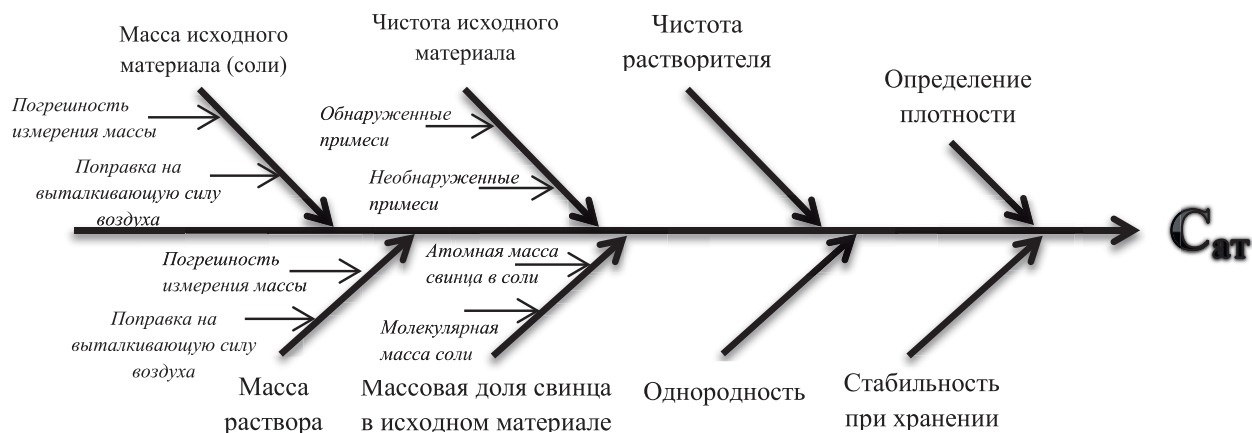 Масса исходного
материала (соли)
Чистота исходного
материала
Чистота
растворителя
Определение
плотности
Погрешность
измерения массы
Поправка на
выталкивающую силу
воздуха
Обнаруженные
примеси
Необнаруженные
примеси
Cат
Погрешность
измерения массы
Поправка на
выталкивающую силу
воздуха
Атомная масса
свинца в соли
Молекулярная
масса соли
Масса
раствора
Массовая доля свинца
в исходном материале
Однородность
Стабильность
при хранении